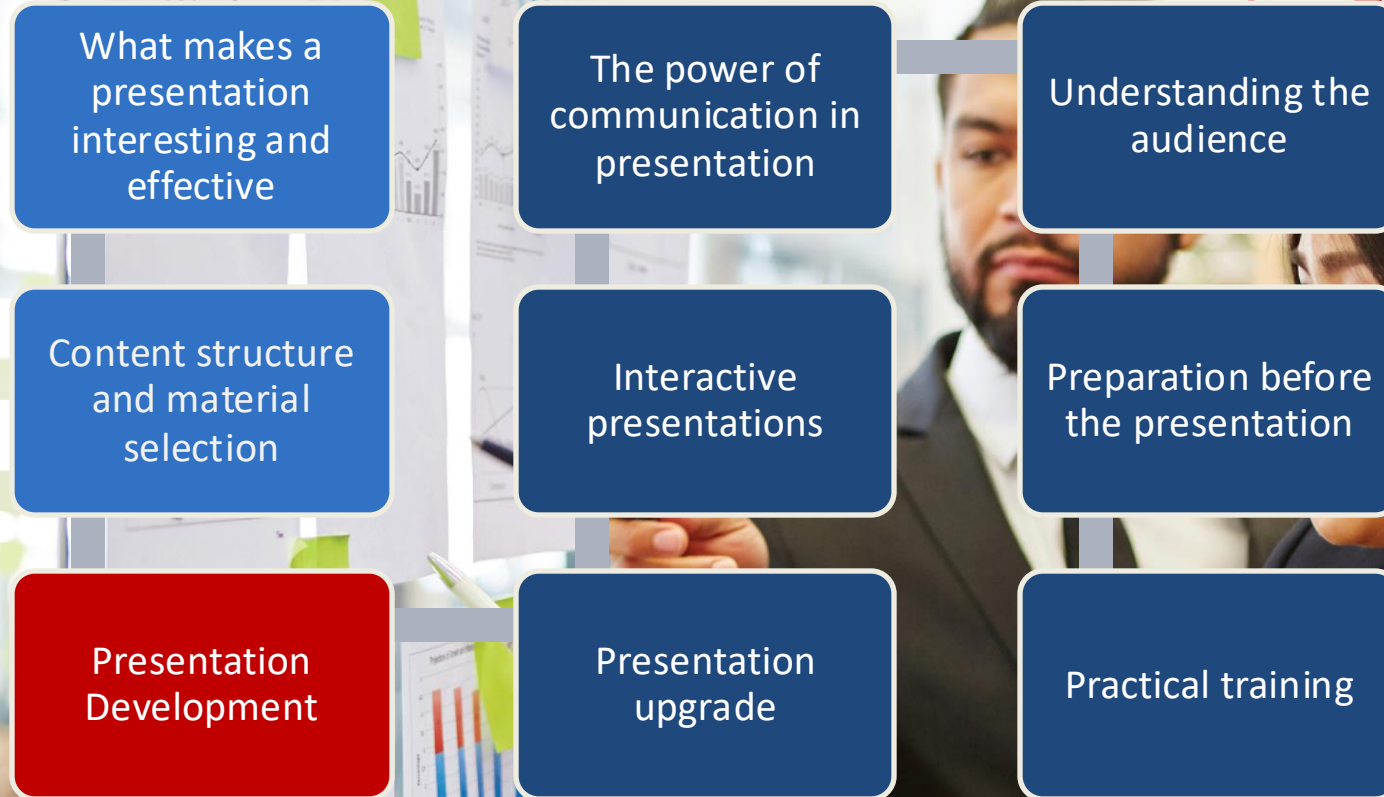 What makes a
presentation
interesting and
effective
Content structure
and material
selection
Presentation
Development
Presentation
upgrade
Interactive
presentations
The power of
communication in
presentation
Understanding the
audience
Preparation before
the presentation
Practical training